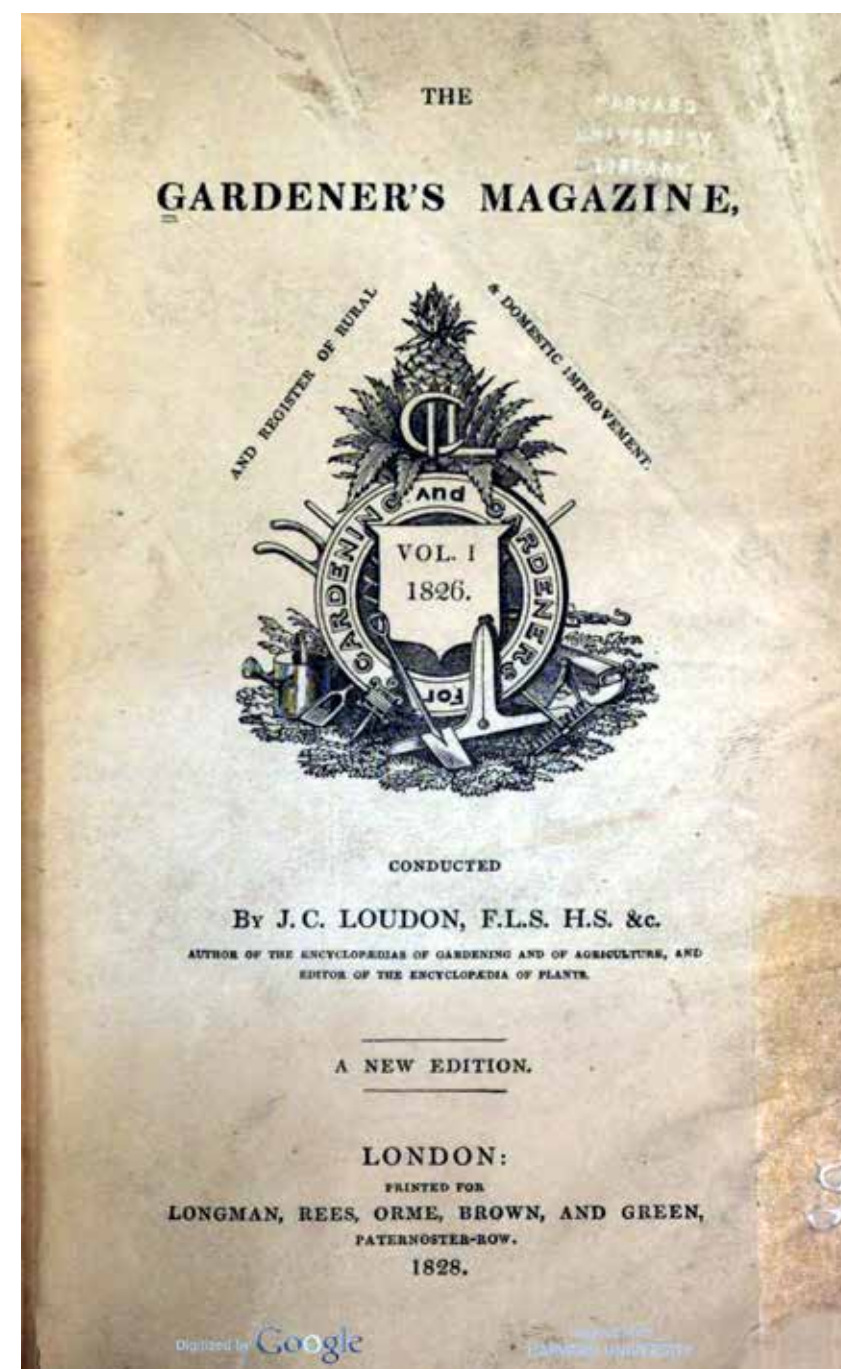 THE
GARDENER'S MAGAZINE,
AND REGISTER OF RURAL
& DOMESTIC IMPROVEMENT.
And
GARDENING
GARDENERS
For
VOL. I
1826.
CONDUCTED
BY J. C. LOUDON, F.L.S. H.S. &c.
AUTHOR OF THE ENCYCLOPÆDIAS OF GARDENING AND OF AGRICULTURE, AND
EDITOR OF THE ENCYCLOPÆDIA OF PLANTS.
A NEW EDITION.
LONDON:
PRINTED FOR
LONGMAN, REES, ORME, BROWN, AND GREEN,
PATERNOSTER-ROW.
1828.
Digitized by Google
HARVARD UNIVERSITY